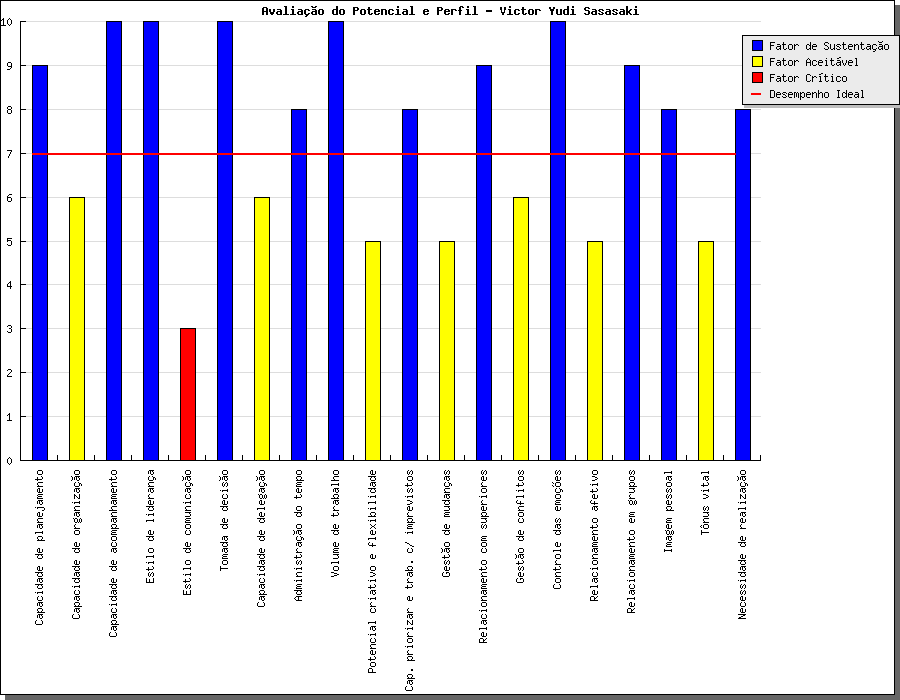 Avaliação do Potencial e Perfil - Victor Yudi Sasasaki
10
9
8
7
6
5
4
3
2
1
0
Fator de Sustentação
Fator Aceitável
Fator Crítico
Desempenho Ideal
Capacidade de planejamento
Capacidade de organização
Capacidade de acompanhamento
Estilo de liderança
Estilo de comunicação
Tomada de decisão
Capacidade de delegação
Administração do tempo
Volume de trabalho
Potencial criativo e flexibilidade
Cap. priorizar e trab. c/ imprevistos
Gestão de mudanças
Relacionamento com superiores
Gestão de conflitos
Controle das emoções
Relacionamento afetivo
Relacionamento em grupos
Imagem pessoal
Tônus vital
Necessidade de realização